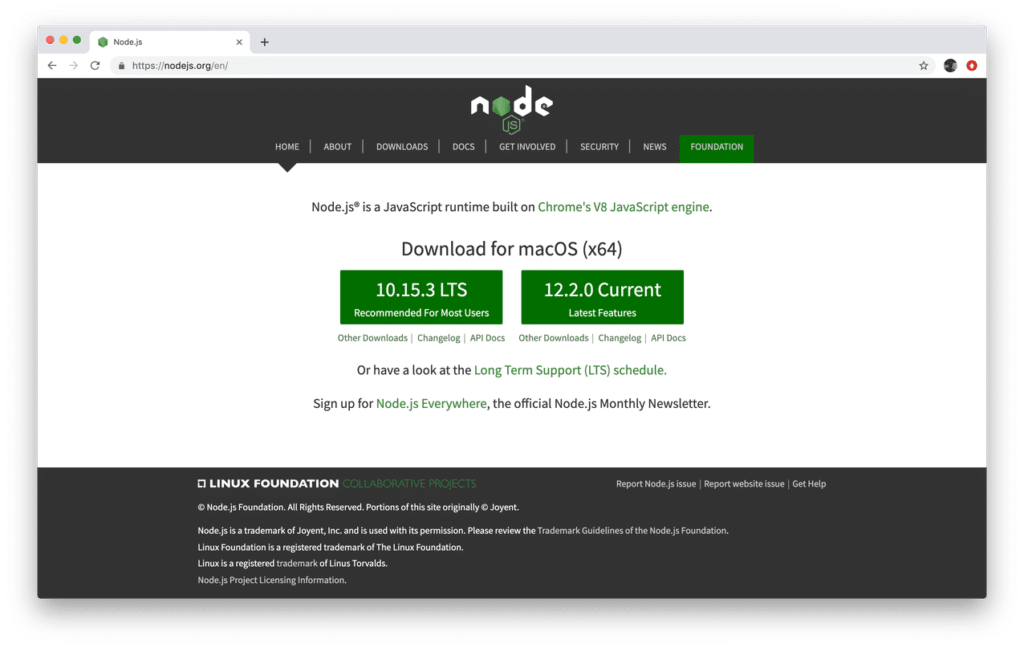 Node.js
https://nodejs.org/en/
node
JS
HOME ABOUT DOWNLOADS DOCS GET INVOLVED SECURITY NEWS FOUNDATION
Node.js® is a JavaScript runtime built on Chrome's V8 JavaScript engine.
Download for macOS (x64)
10.15.3 LTS
Recommended For Most Users
12.2.0 Current
Latest Features
Other Downloads | Changelog | API Docs
Other Downloads | Changelog | API Docs
Or have a look at the Long Term Support (LTS) schedule.
Sign up for Node.js Everywhere, the official Node.js Monthly Newsletter.
LINUX FOUNDATION COLLABORATIVE PROJECTS
Report Node.js issue | Report website issue | Get Help
© Node.js Foundation. All Rights Reserved. Portions of this site originally © Joyent.
Node.js is a trademark of Joyent, Inc. and is used with its permission. Please review the Trademark Guidelines of the Node.js Foundation.
Linux Foundation is a registered trademark of The Linux Foundation.
Linux is a registered trademark of Linus Torvalds.
Node.js Project Licensing Information.